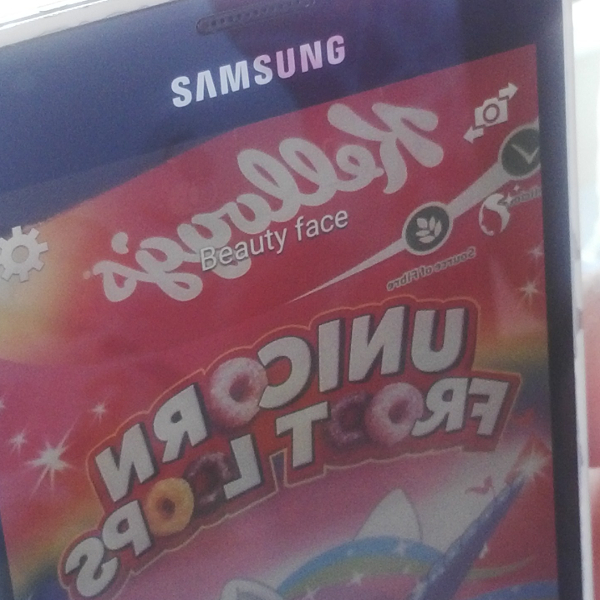 SAMSUNG
Kellogg's
Beauty face
Source of Fibre
UNICORN
FROOT LOOPS